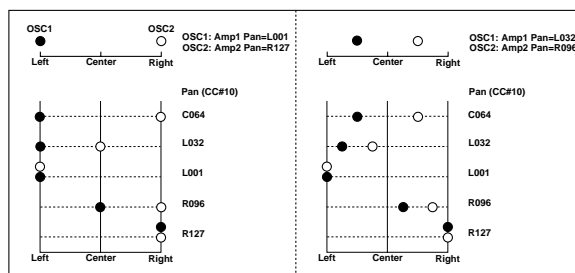 OSC1 OSC2
OSC1: Amp1 Pan=L001
OSC2: Amp2 Pan=R127
Left Center Right
Pan (CC#10)
C064
L032
L001
R096
R127
Left Center Right
OSC1: Amp1 Pan=L032
OSC2: Amp2 Pan=R096
Left Center Right
Pan (CC#10)
C064
L032
L001
R096
R127
Left Center Right